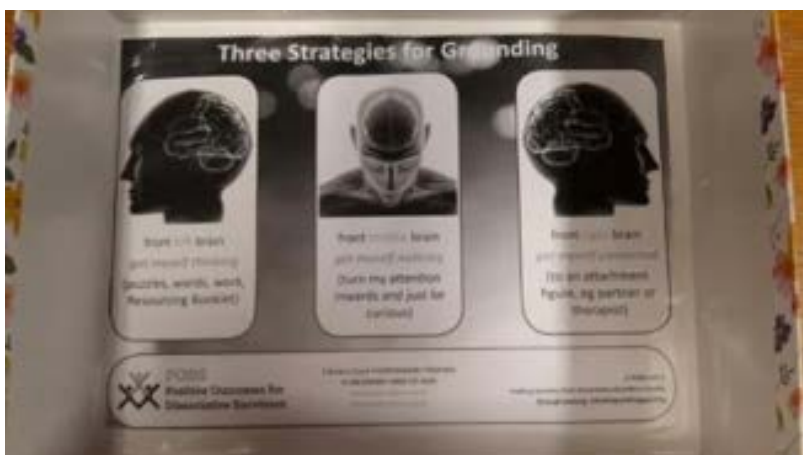 Three Strategies for Grounding
front left brain
get myself thinking
(puzzles, words, work,
Resourcing Booklet)
front middle brain
get myself noticing
(turn my attention
inwards and just be
curious)
front right brain
get myself connected
(to an attachment
figure, eg partner or
therapist)
PODS
Positive Outcomes for
Dissociative Survivors